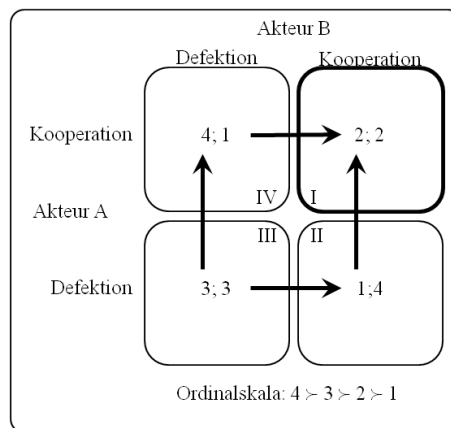 Akteur B
Defektion Kooperation
Kooperation 4; 1 2; 2
IV I
Akteur A
III II
Defektion 3; 3 1;4
Ordinalskala: 4 ≻ 3 ≻ 2 ≻ 1